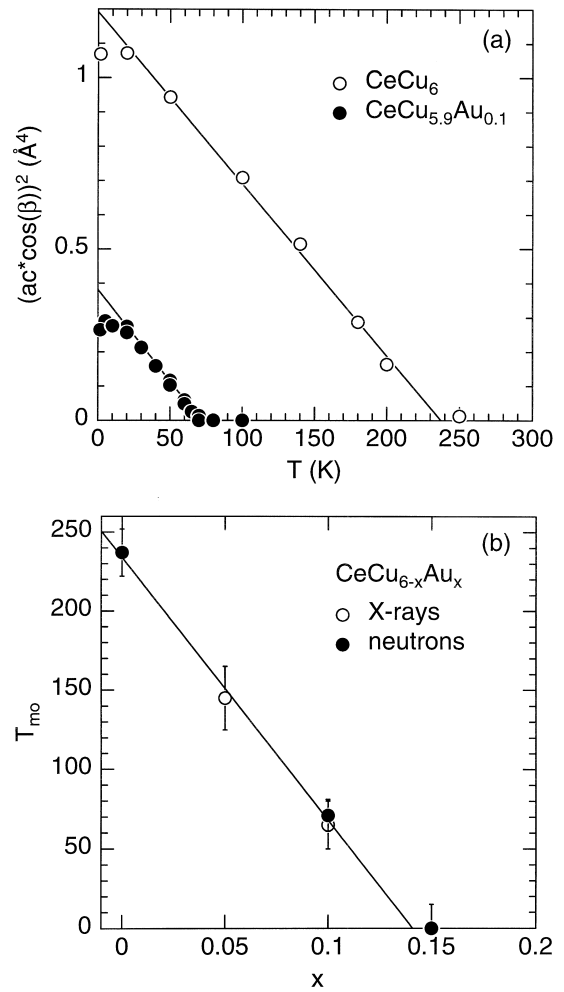 (a)
CeCu6
CeCu5.9Au0.1
(ac*cos(β))² (Å⁴)
1
0.5
0
0 50 100 150 200 250 300
T (K)
(b)
CeCu6-xAux
X-rays
neutrons
Tmo
250
200
150
100
50
0
0 0.05 0.1 0.15 0.2
x